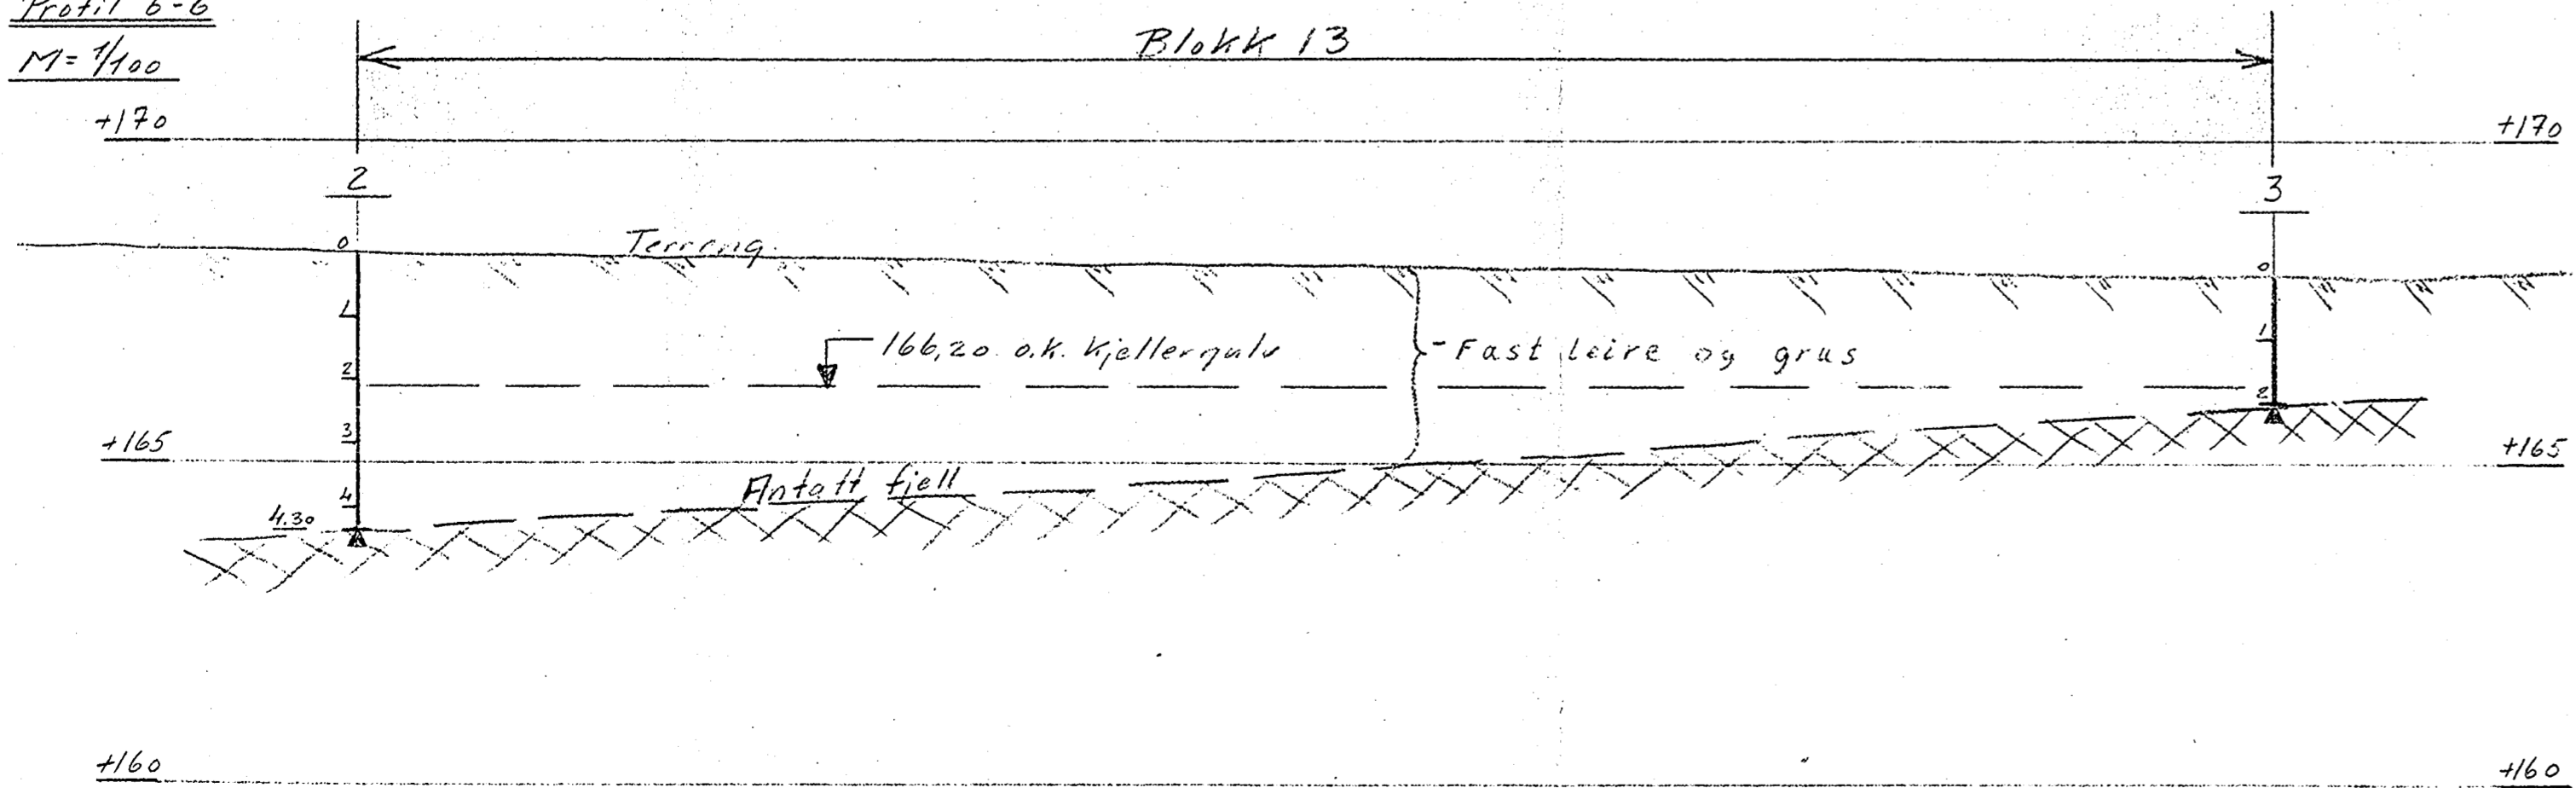 Profil 6-6
M = 1/100
Blokk 13
+170
+170
2
3
0
Terreng.
0
1
1
166,20 o.k. kjellergulv
Fast leire og grus
2
2
3
+165
+165
4
Antatt fjell
4.30
+160
+160